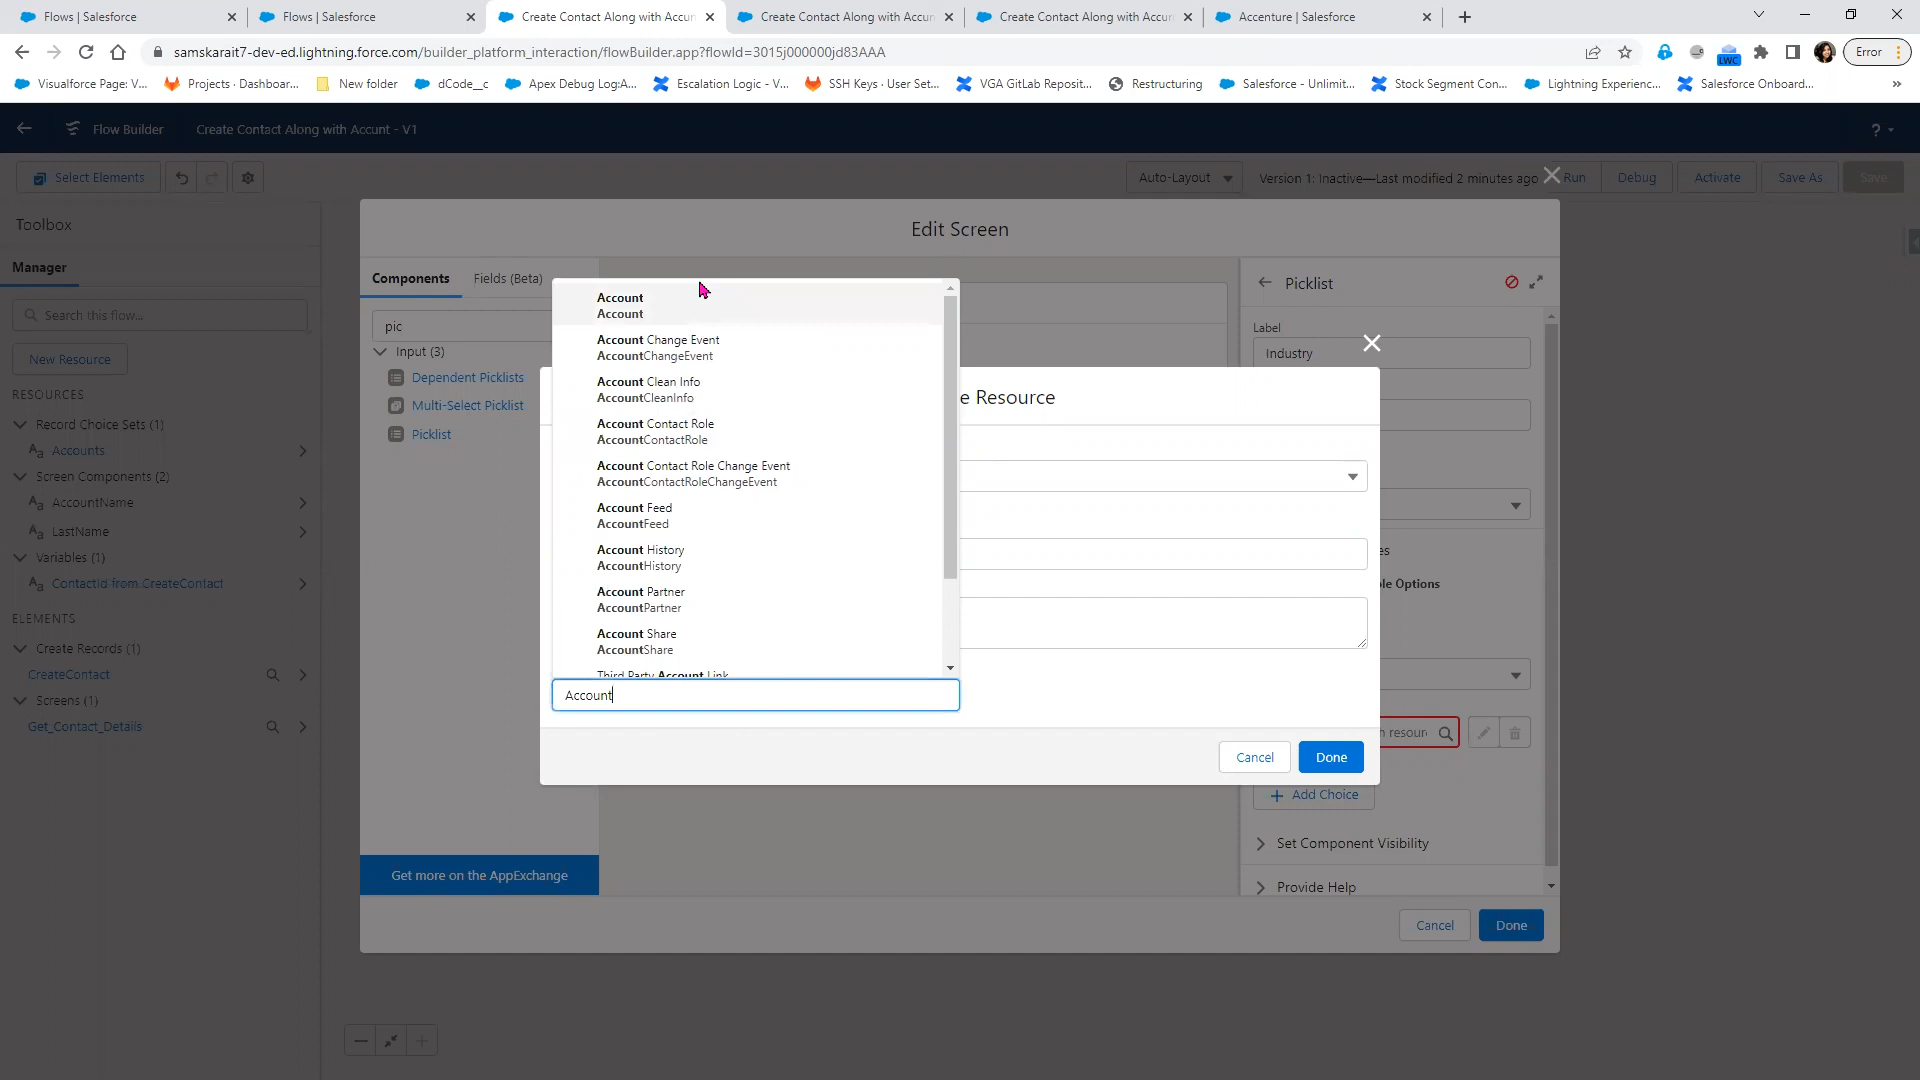 Flows | Salesforce
Flows | Salesforce
Create Contact Along with Accun
Create Contact Along with Accun
Create Contact Along with Accun
Accenture | Salesforce
samskarait7-dev-ed.lightning.force.com/builder_platform_interaction/flowBuilder.app?flowId=3015j000000jd83AAA
LWC
Error
Visualforce Page: V...
Projects · Dashboar...
New folder
dCode__c
Apex Debug Log:A...
Escalation Logic - V...
SSH Keys · User Set...
VGA GitLab Reposit...
Restructuring
Salesforce - Unlimit...
Stock Segment Con...
Lightning Experienc...
Salesforce Onboard...
Flow Builder
Create Contact Along with Accunt - V1
?
Select Elements
Auto-Layout
Version 1: Inactive—Last modified 2 minutes ago
Run
Debug
Activate
Save As
Save
Toolbox
Manager
Search this flow...
New Resource
RESOURCES
Record Choice Sets (1)
Accounts
Screen Components (2)
AccountName
LastName
Variables (1)
ContactId from CreateContact
ELEMENTS
Create Records (1)
CreateContact
Screens (1)
Get_Contact_Details
Edit Screen
Components
Fields (Beta)
pic
Input (3)
Dependent Picklists
Multi-Select Picklist
Picklist
Get more on the AppExchange
Account
Account
Account Change Event
AccountChangeEvent
Account Clean Info
AccountCleanInfo
Account Contact Role
AccountContactRole
Account Contact Role Change Event
AccountContactRoleChangeEvent
Account Feed
AccountFeed
Account History
AccountHistory
Account Partner
AccountPartner
Account Share
AccountShare
Third Party Account Link
Account
e Resource
Cancel
Done
Picklist
Label
Industry
es
le Options
h resour
Add Choice
Set Component Visibility
Provide Help
Cancel
Done